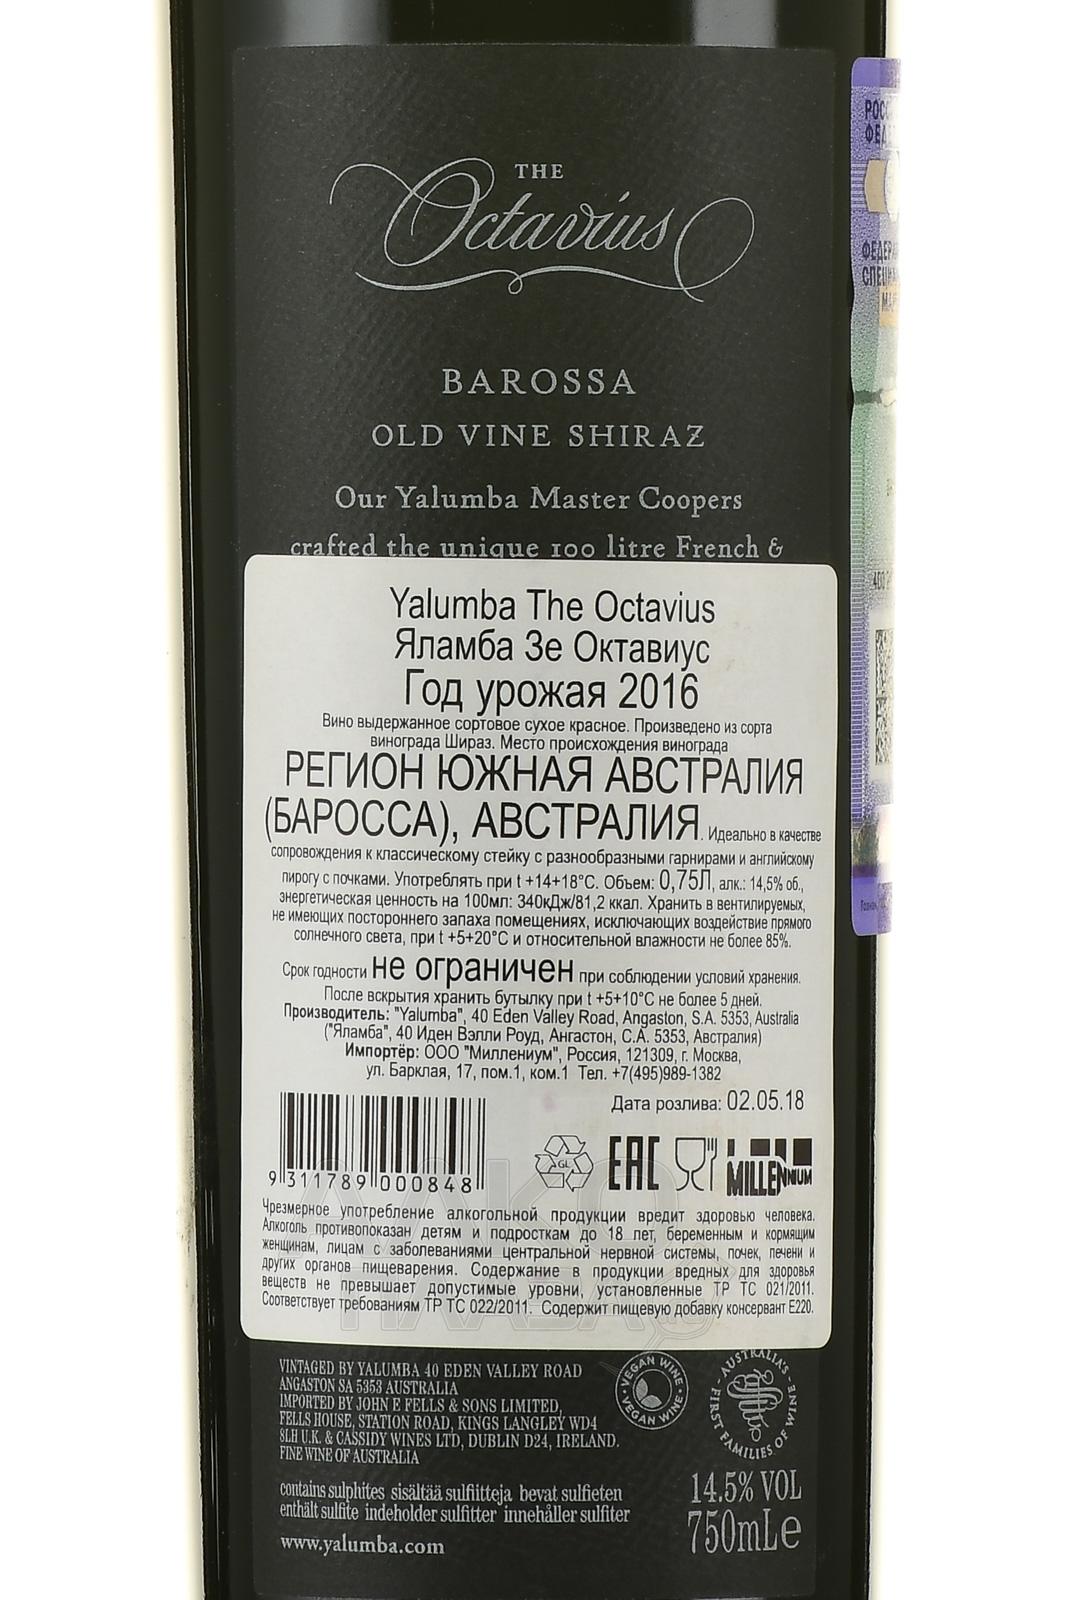 THE
Octavius
BAROSSA
OLD VINE SHIRAZ
Our Yalumba Master Coopers
crafted the unique 100 litre French &
Yalumba The Octavius
Яламба Зе Октавиус
Год урожая 2016
Вино выдержанное сортовое сухое красное. Произведено из сорта
винограда Шираз. Место происхождения винограда
РЕГИОН ЮЖНАЯ АВСТРАЛИЯ
(БАРОССА), АВСТРАЛИЯ. Идеально в качестве
сопровождения к классическому стейку с разнообразными гарнирами и английскому
пирогу с почками. Употреблять при t +14+18°С. Объем: 0,75Л, алк.: 14,5% об.,
энергетическая ценность на 100мл: 340кДж/81,2 ккал. Хранить в вентилируемых,
не имеющих постороннего запаха помещениях, исключающих воздействие прямого
солнечного света, при t +5+20°С и относительной влажности не более 85%.
Срок годности не ограничен при соблюдении условий хранения.
После вскрытия хранить бутылку при t +5+10°С не более 5 дней.
Производитель: "Yalumba", 40 Eden Valley Road, Angaston, S.A. 5353, Australia
("Яламба", 40 Иден Вэлли Роуд, Ангастон, С.А. 5353, Австралия)
Импортёр: ООО "Миллениум", Россия, 121309, г. Москва,
ул. Барклая, 17, пом.1, ком.1 Тел. +7(495)989-1382
Дата розлива: 02.05.18
9 311789 000848
GL
EAC
MILLENNIUM
Чрезмерное употребление алкогольной продукции вредит здоровью человека.
Алкоголь противопоказан детям и подросткам до 18 лет, беременным и кормящим
женщинам, лицам с заболеваниями центральной нервной системы, почек, печени и
других органов пищеварения. Содержание в продукции вредных для здоровья
веществ не превышает допустимые уровни, установленные ТР ТС 021/2011.
Соответствует требованиям ТР ТС 022/2011. Содержит пищевую добавку консервант Е220.
VINTAGED BY YALUMBA 40 EDEN VALLEY ROAD
ANGASTON SA 5353 AUSTRALIA
IMPORTED BY JOHN E FELLS & SONS LIMITED,
FELLS HOUSE, STATION ROAD, KINGS LANGLEY WD4
8LH U.K. & CASSIDY WINES LTD, DUBLIN D24, IRELAND.
FINE WINE OF AUSTRALIA
VEGAN WINE · VEGAN WINE
AUSTRALIA'S FIRST FAMILIES OF WINE
contains sulphites sisältää sulfiitteja bevat sulfieten
enthält sulfite indeholder sulfitter innehåller sulfiter
www.yalumba.com
14.5% VOL
750mLe